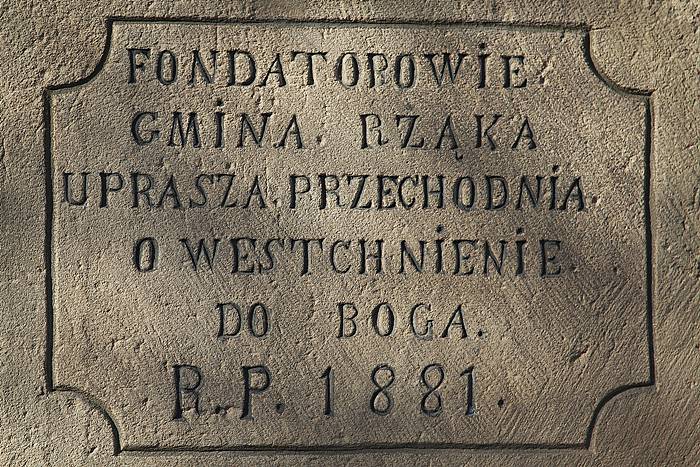 FONDATOROWIE
GMINA. RZĄKA
UPRASZA. PRZECHODNIA.
O WESTCHNIENIE
DO BOGA.
R.P. 1881.